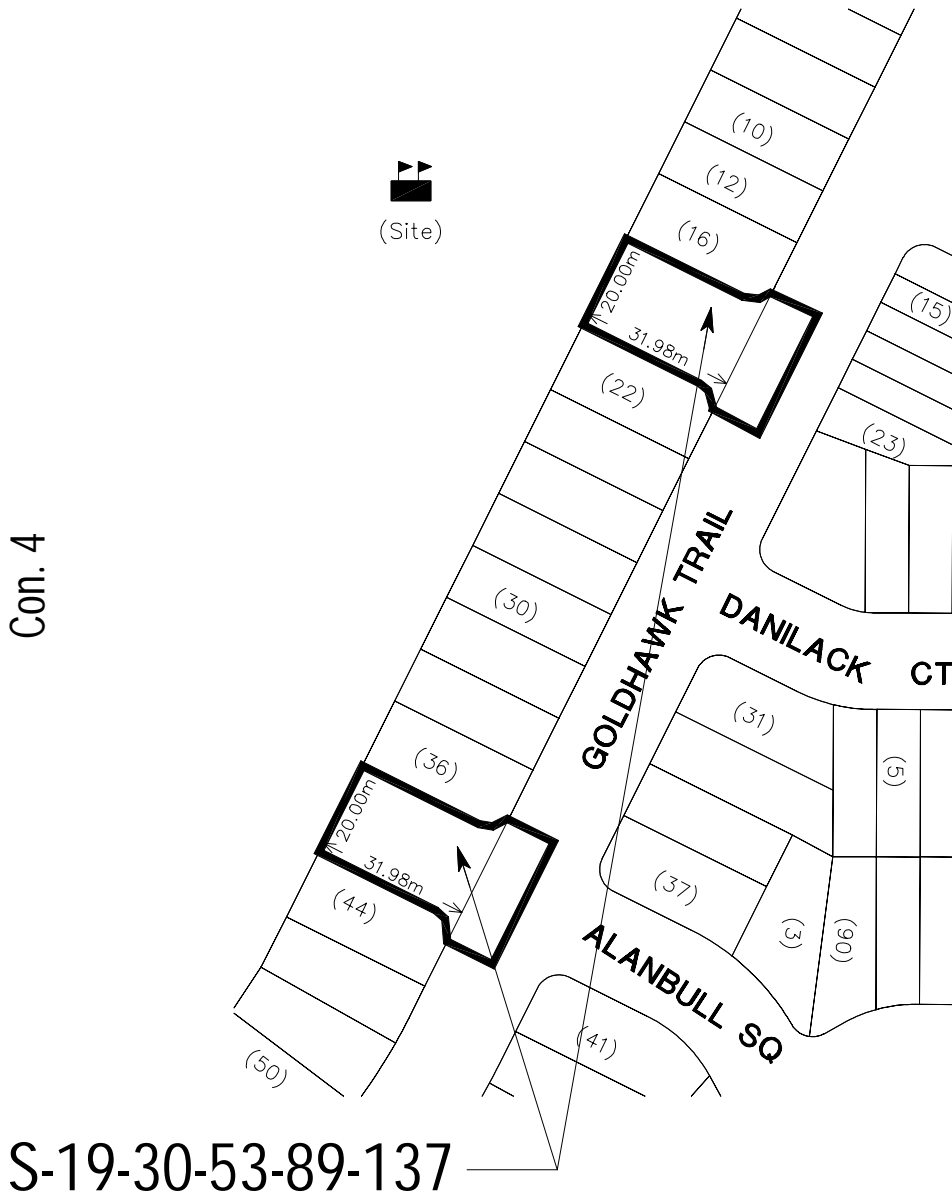 (10)
(12)
(Site)
(16)
20.00m
(15)
31.98m
(22)
(23)
GOLDHAWK TRAIL
Con. 4
(30)
DANILACK CT
(31)
(36)
(5)
20.00m
31.98m
(37)
(44)
(3)
(90)
ALANBULL SQ
(41)
(50)
S-19-30-53-89-137